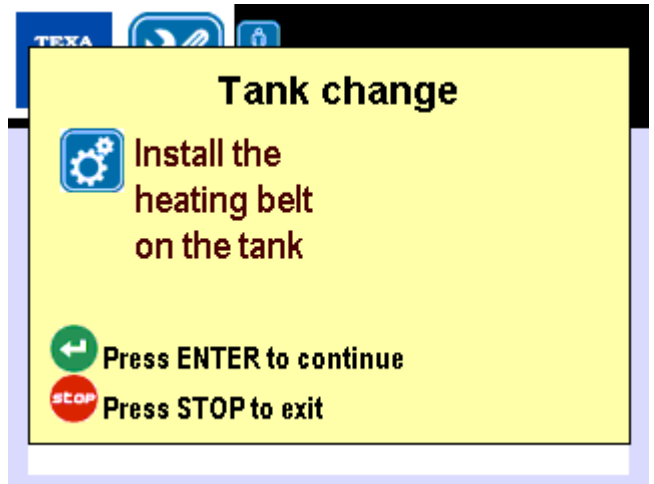 TEXA
Tank change
Install the
heating belt
on the tank
Press ENTER to continue
stop Press STOP to exit